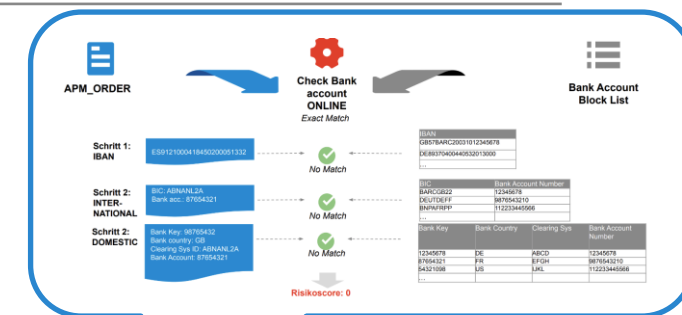 APM_ORDER
Check Bank
account
ONLINE
Exact Match
Bank Account
Block List
Schritt 1:
IBAN
ES9121000418450200051332
No Match
IBAN
GB57BARC20031012345678
DE89370400440532013000
...
Schritt 2:
INTER-
NATIONAL
BIC: ABNANL2A
Bank acc.: 87654321
No Match
BIC Bank Account Number
BARCGB22 12345678
DEUTDEFF 9876543210
BNPAFRPP 112233445566
...
Schritt 2:
DOMESTIC
Bank Key: 98765432
Bank country: GB
Clearing Sys ID: ABNANL2A
Bank Account: 87654321
No Match
Bank Key Bank Country Clearing Sys Bank Account
Number
12345678 DE ABCD 12345678
87654321 FR EFGH 9876543210
54321098 US IJKL 112233445566
...
Risikoscore: 0